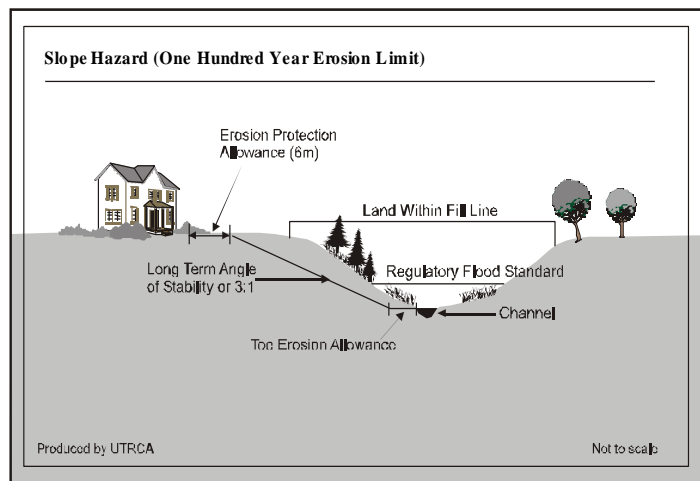 Slope Hazard (One Hundred Year Erosion Limit)
Erosion Protection
Allowance (6m)
Land Within Fill Line
Long Term Angle
of Stability or 3:1
Regulatory Flood Standard
Channel
Toe Erosion Allowance
Produced by UTRCA
Not to scale